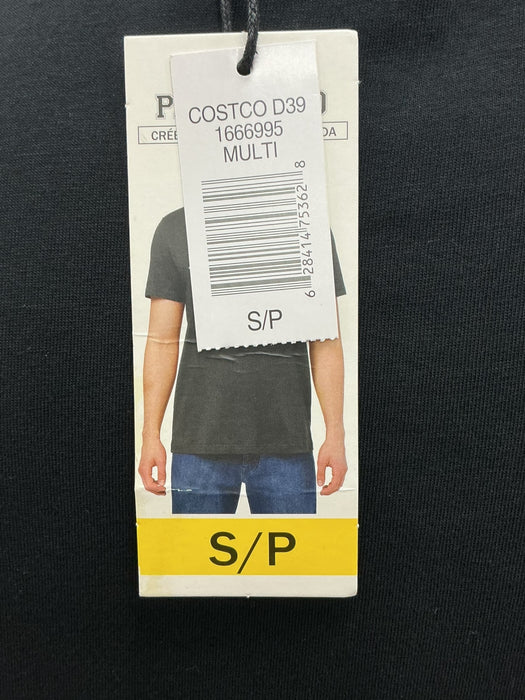 COSTCO D39
1666995
MULTI
6 28414 75362 8
S/P
S/P